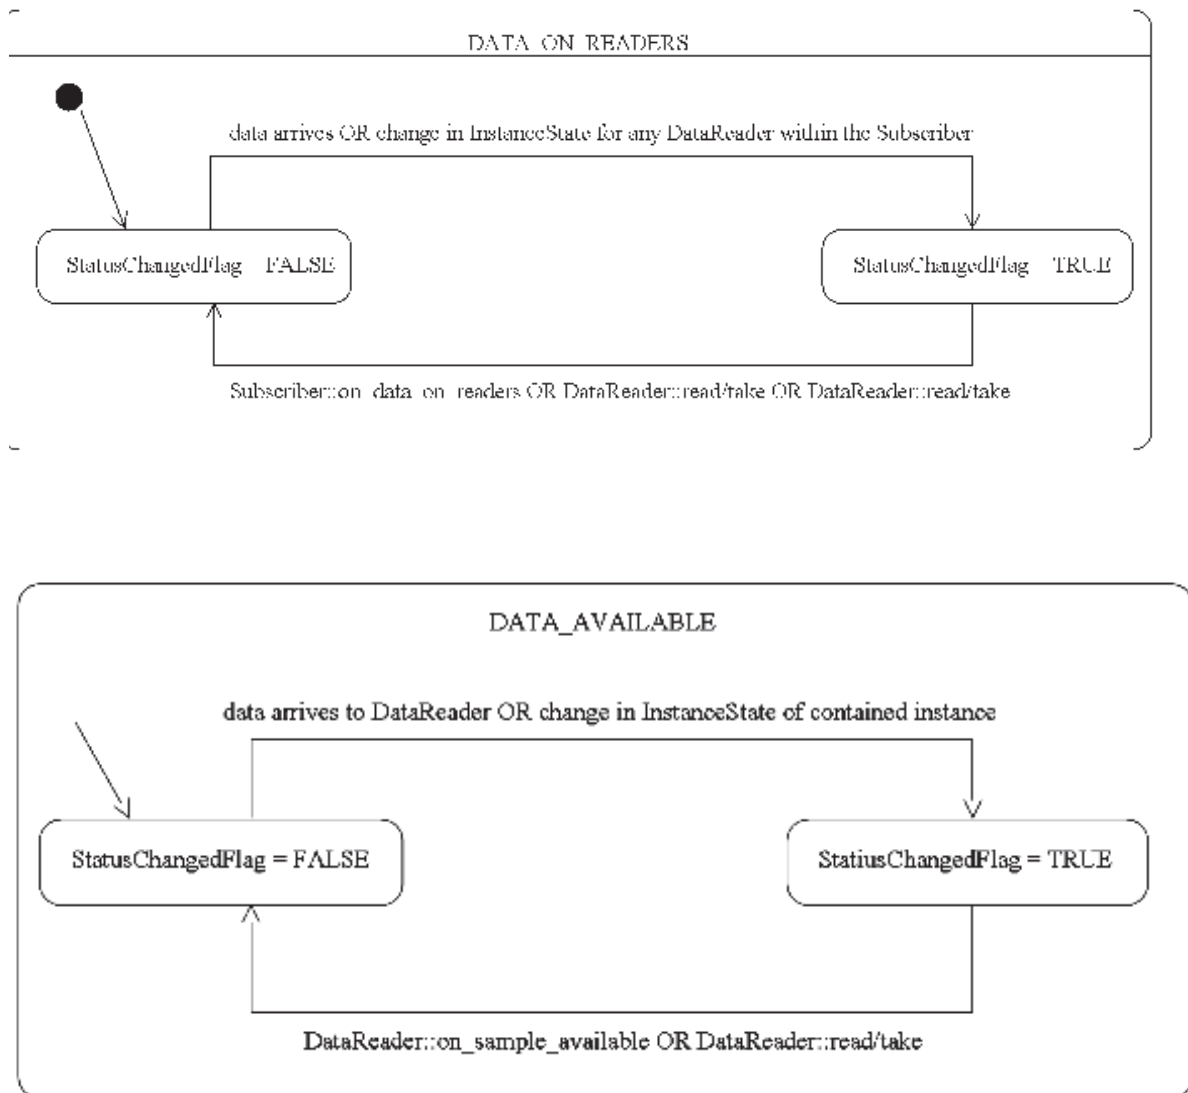 DATA_ON_READERS
data arrives OR change in InstanceState for any DataReader within the Subscriber
StatusChangedFlag FALSE
StatusChangedFlag TRUE
Subscriber::on_data_on_readers OR DataReader::read/take OR DataReader::read/take
DATA_AVAILABLE
data arrives to DataReader OR change in InstanceState of contained instance
StatusChangedFlag = FALSE
StatiusChangedFlag = TRUE
DataReader::on_sample_available OR DataReader::read/take